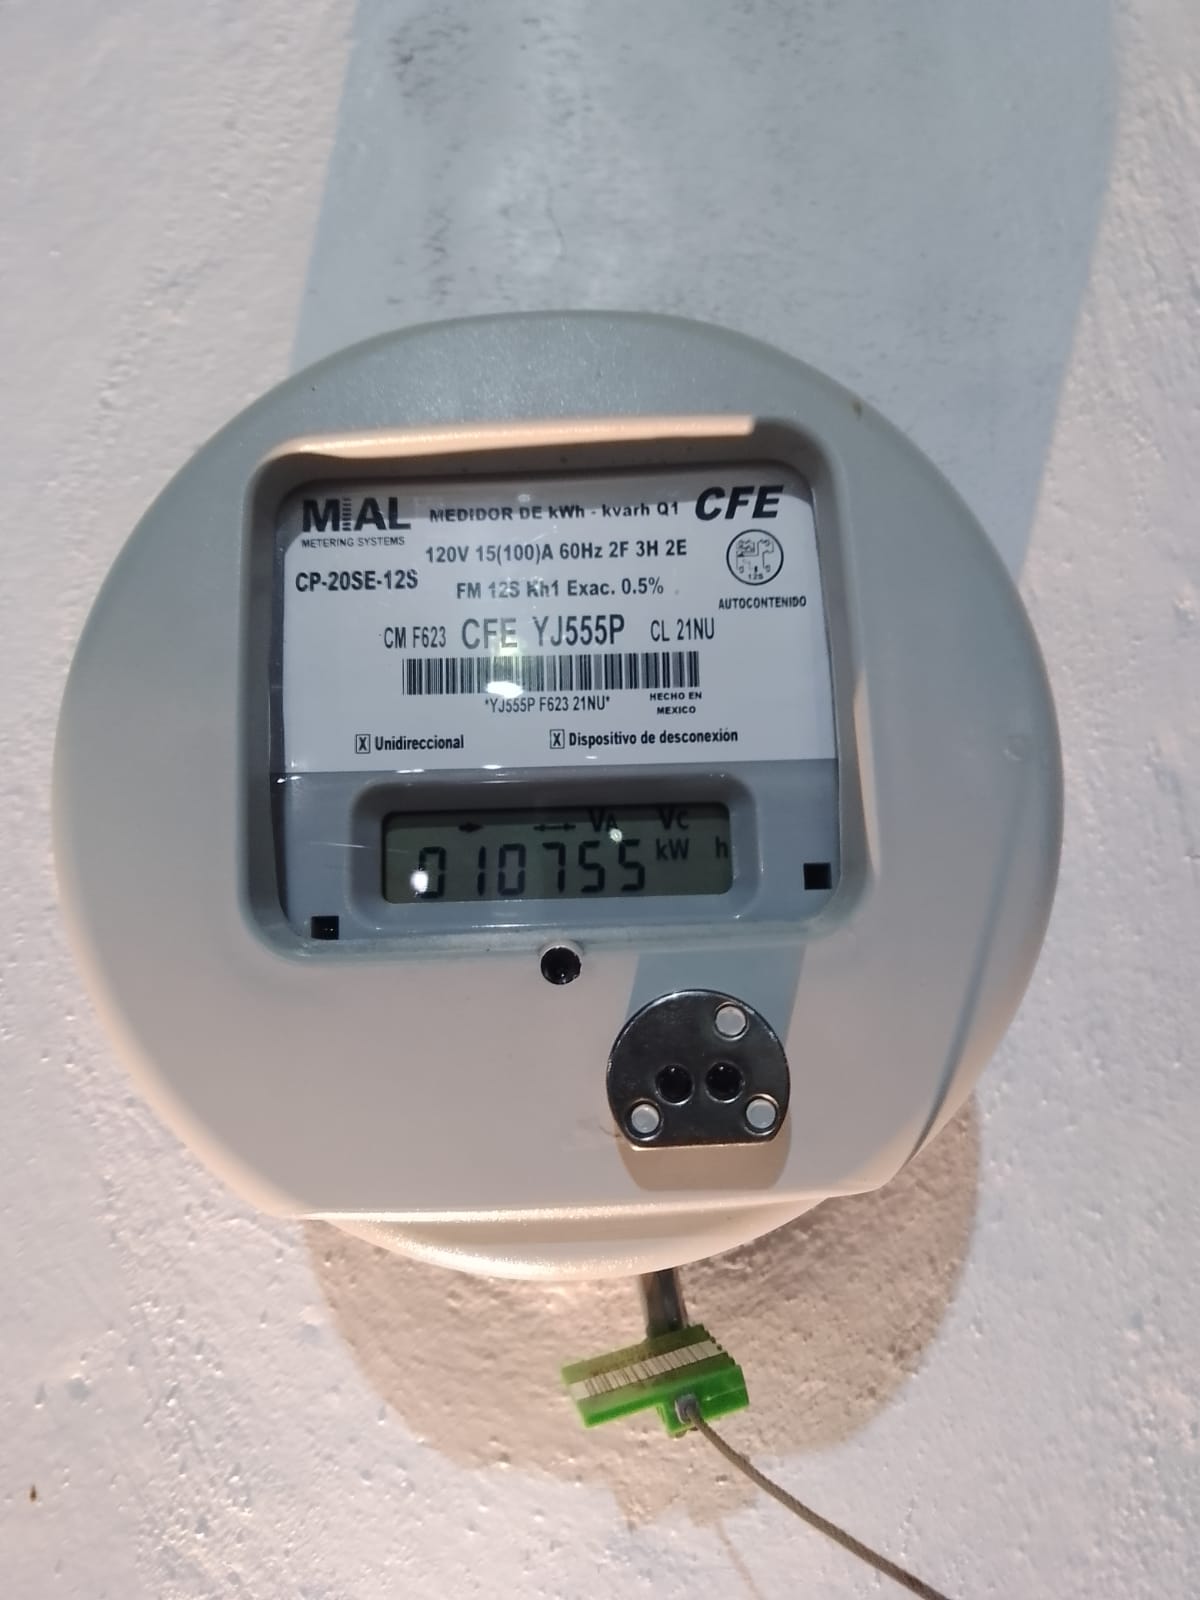 MIAL
METERING SYSTEMS
MEDIDOR DE kWh - kvarh Q1
CFE
120V 15(100)A 60Hz 2F 3H 2E
CP-20SE-12S
FM 12S Kh1 Exac. 0.5%
12S
AUTOCONTENIDO
CM F623 CFE YJ555P CL 21NU
*YJ555P F623 21NU*
HECHO EN
MEXICO
X Unidireccional
X Dispositivo de desconexión
VA VC
010755 kW h